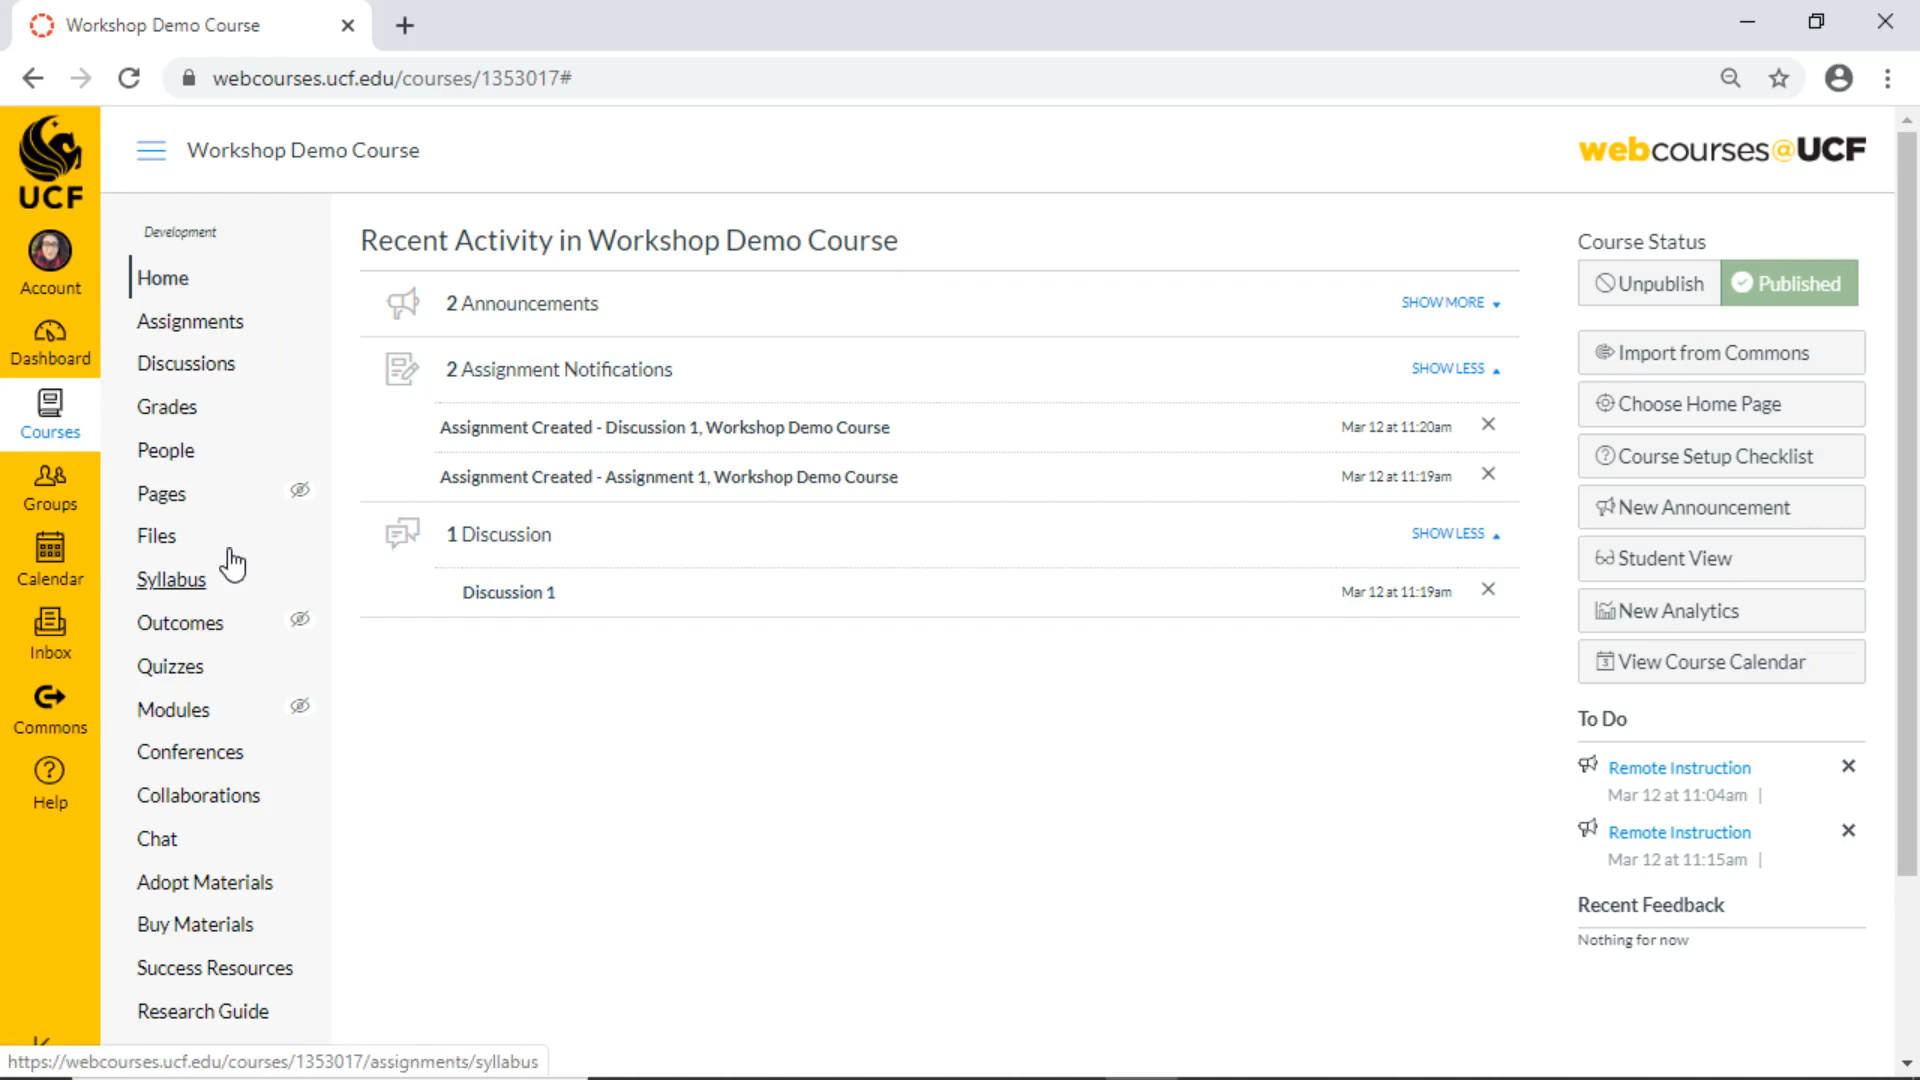 Workshop Demo Course
webcourses.ucf.edu/courses/1353017#
UCF
Account
Dashboard
Courses
Groups
Calendar
Inbox
Commons
Help
Workshop Demo Course
webcourses@UCF
Development
Home
Assignments
Discussions
Grades
People
Pages
Files
Syllabus
Outcomes
Quizzes
Modules
Conferences
Collaborations
Chat
Adopt Materials
Buy Materials
Success Resources
Research Guide
Recent Activity in Workshop Demo Course
2 Announcements SHOW MORE
2 Assignment Notifications SHOW LESS
Assignment Created - Discussion 1, Workshop Demo Course Mar 12 at 11:20am
Assignment Created - Assignment 1, Workshop Demo Course Mar 12 at 11:19am
1 Discussion SHOW LESS
Discussion 1 Mar 12 at 11:19am
Course Status
Unpublish Published
Import from Commons
Choose Home Page
Course Setup Checklist
New Announcement
Student View
New Analytics
3 View Course Calendar
To Do
Remote Instruction
Mar 12 at 11:04am |
Remote Instruction
Mar 12 at 11:15am |
Recent Feedback
Nothing for now
https://webcourses.ucf.edu/courses/1353017/assignments/syllabus